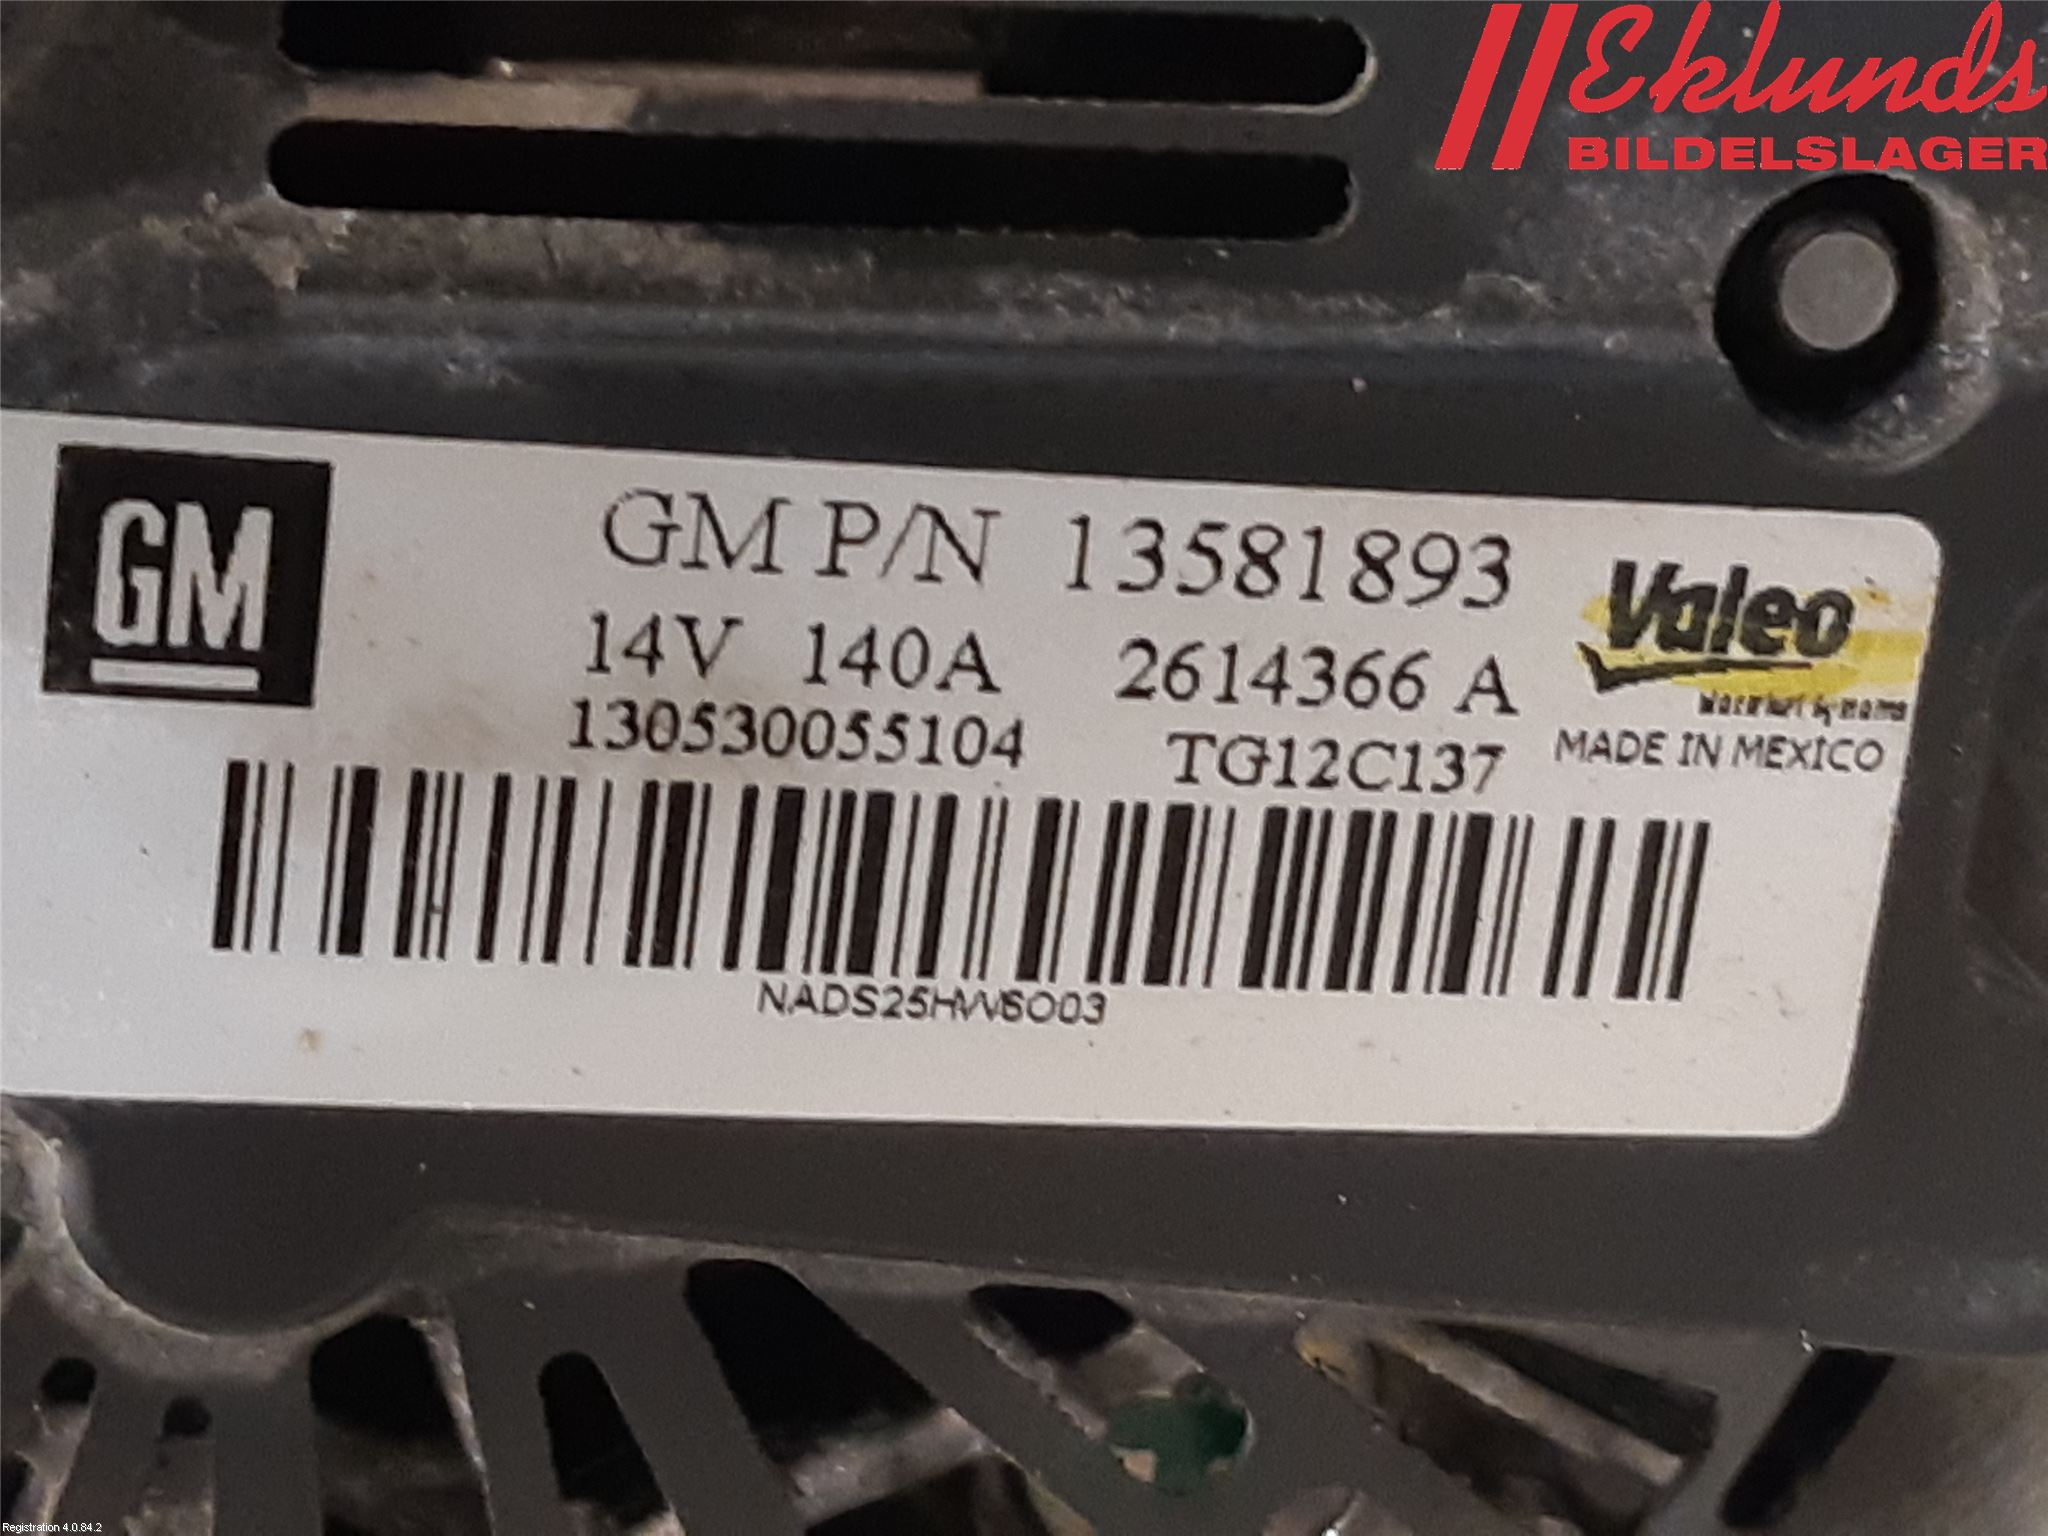 Eklunds
BILDELSLAGER
GM
GM P/N 13581893
14V 140A 2614366 A
130530055104 TG12C137
Valeo
MADE IN MEXICO
NADS25HW6O03
Registration 4.0.84.2